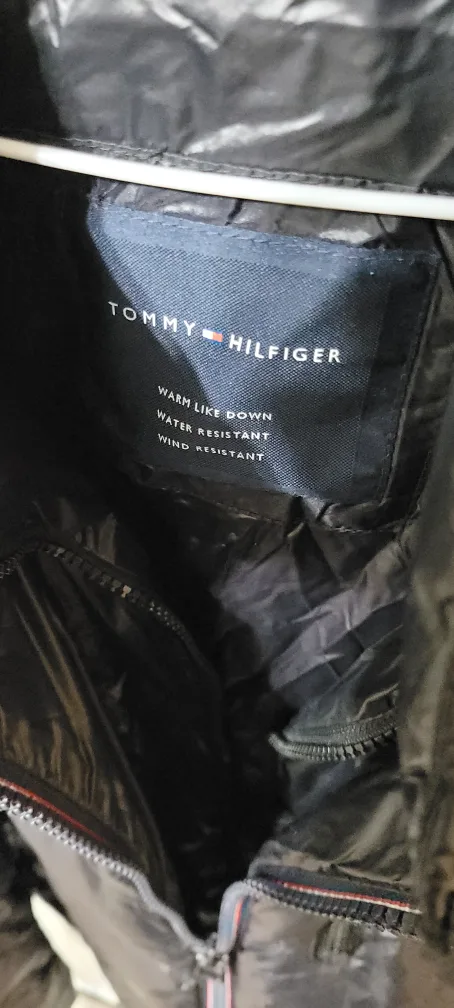 TOMMY HILFIGER
WARM LIKE DOWN
WATER RESISTANT
WIND RESISTANT